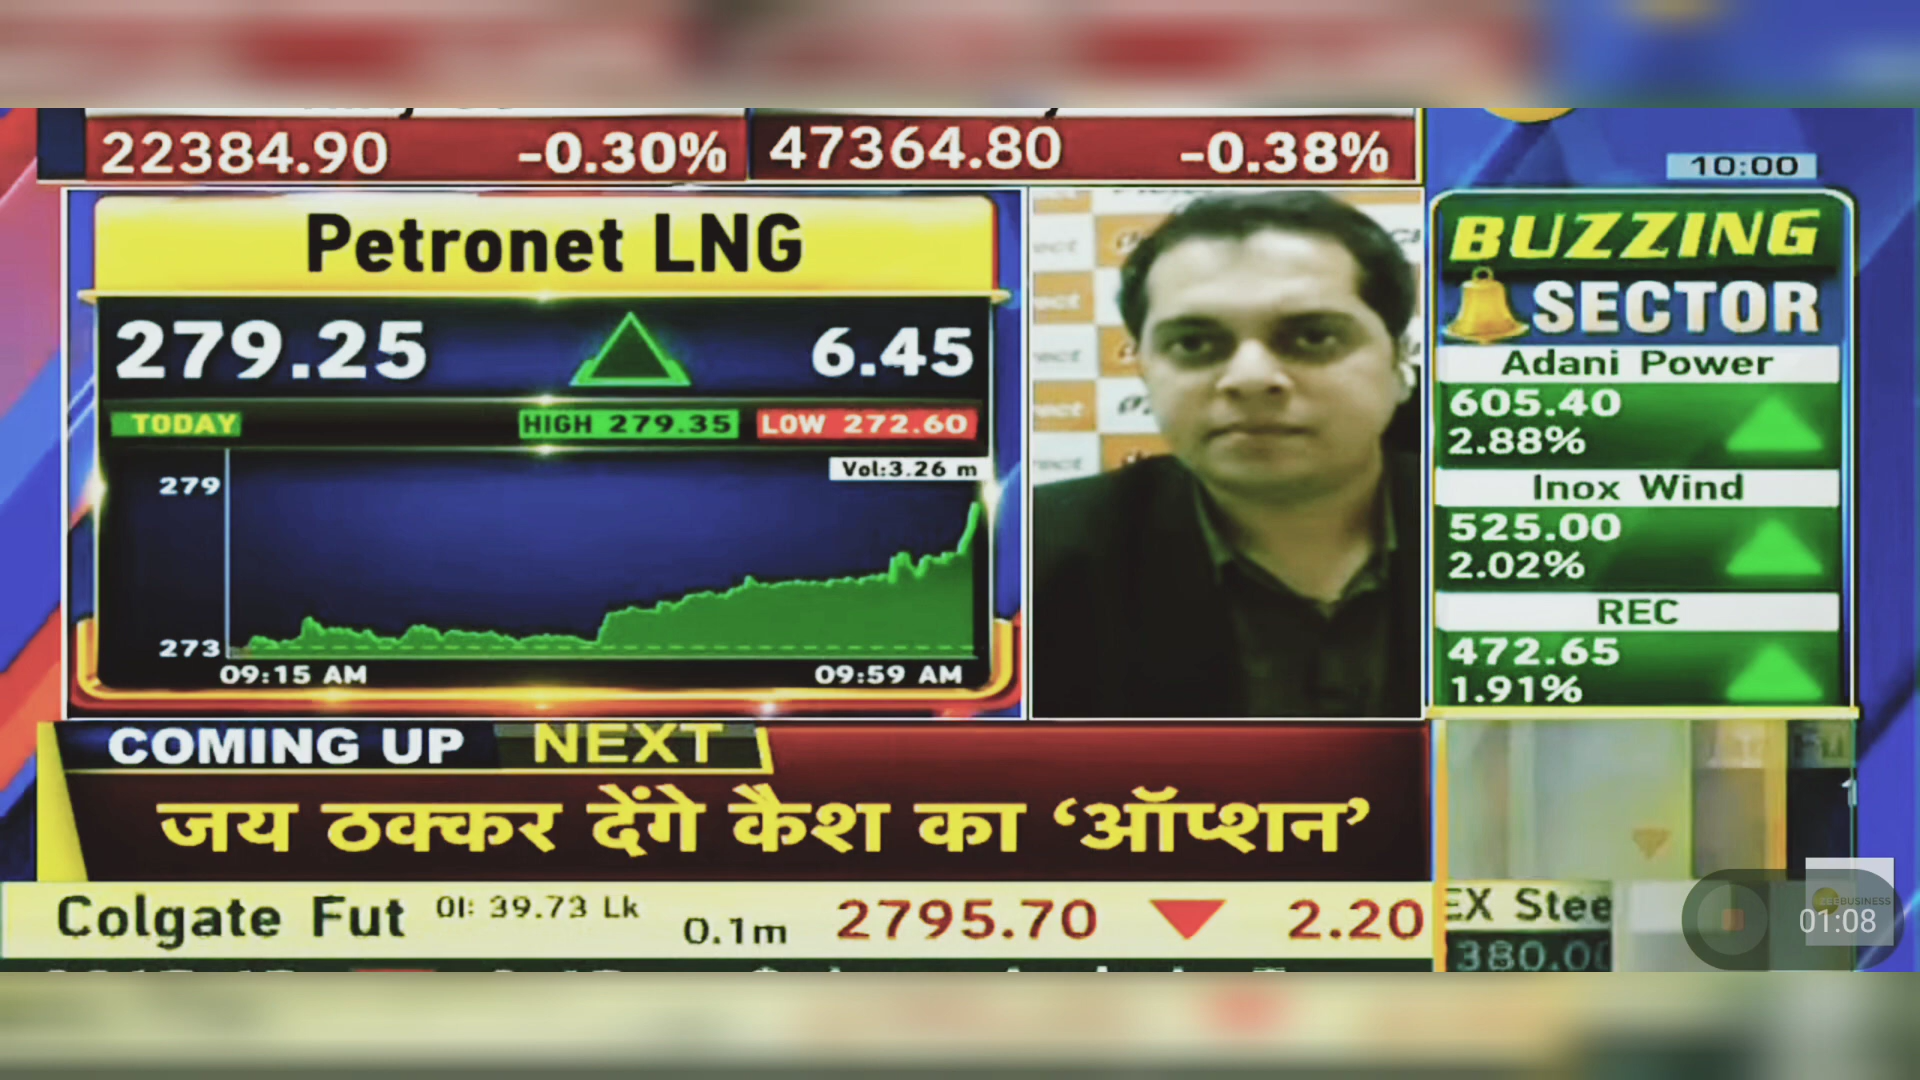 22384.90 -0.30% 47364.80 -0.38%
10:00
Petronet LNG
279.25 6.45
TODAY HIGH 279.35 LOW 272.60
Vol:3.26 m
279
273
09:15 AM 09:59 AM
BUZZING
SECTOR
Adani Power
605.40
2.88%
Inox Wind
525.00
2.02%
REC
472.65
1.91%
COMING UP NEXT
जय ठक्कर देंगे कैश का ‘ऑप्शन’
Colgate Fut OI: 39.73 Lk 0.1m 2795.70 2.20
EX Stee
380.00
ZEEBUSINESS
01:08